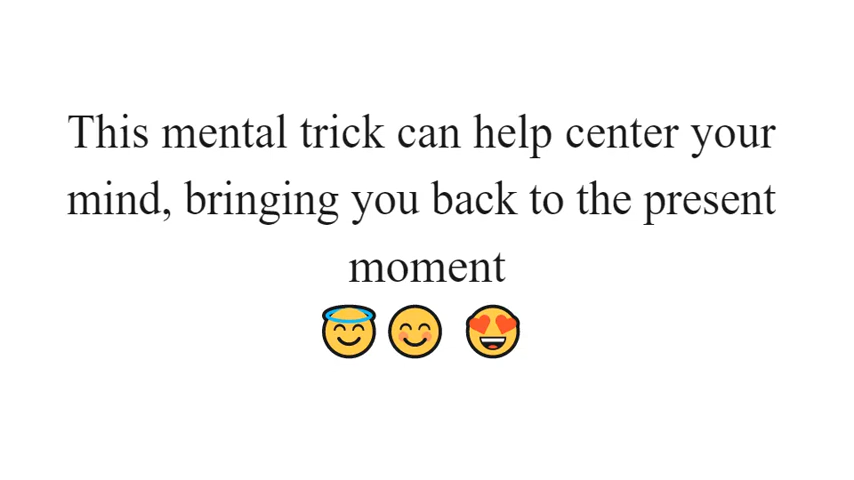 This mental trick can help center your
mind, bringing you back to the present
moment
😇😊 😍